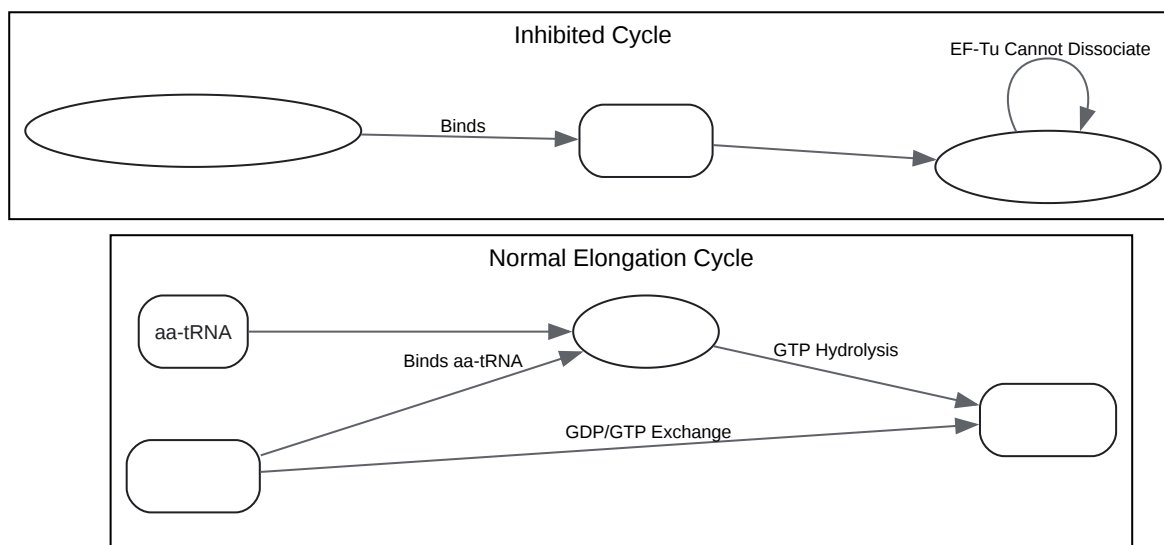 Inhibited Cycle
EF-Tu Cannot Dissociate
Binds
Normal Elongation Cycle
aa-tRNA
Binds aa-tRNA
GTP Hydrolysis
GDP/GTP Exchange